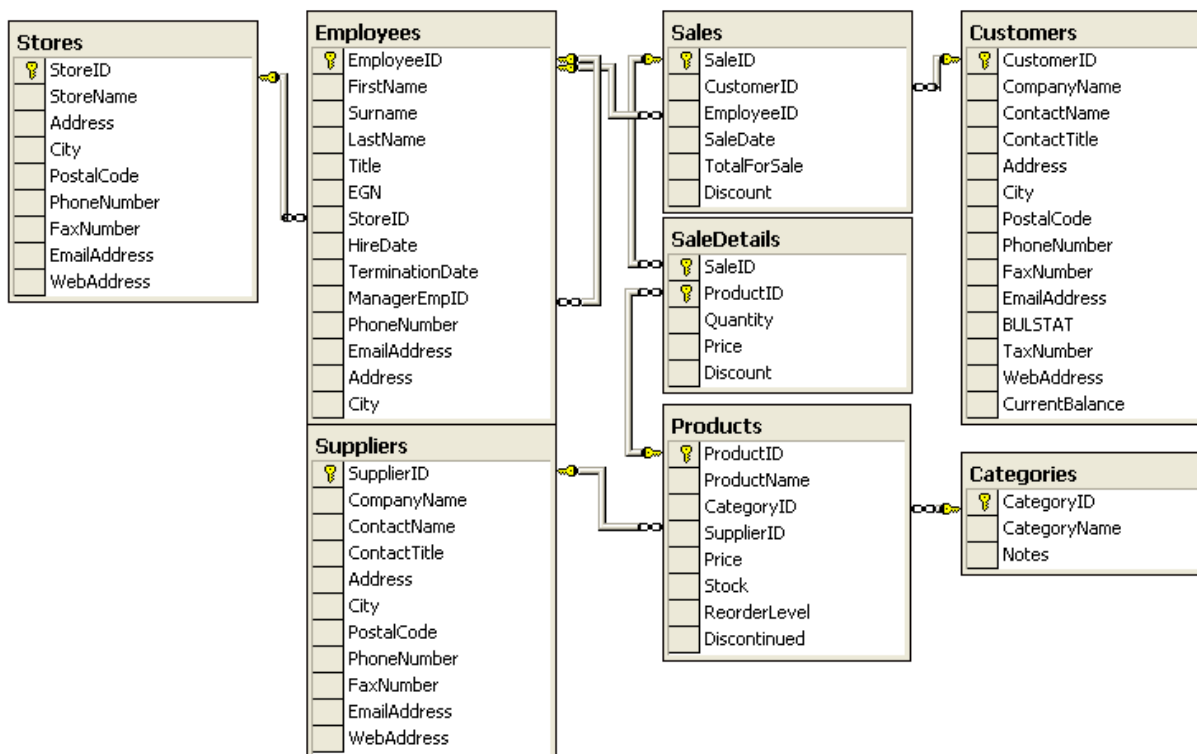 Stores
StoreID
StoreName
Address
City
PostalCode
PhoneNumber
FaxNumber
EmailAddress
WebAddress
Employees
EmployeeID
FirstName
Surname
LastName
Title
EGN
StoreID
HireDate
TerminationDate
ManagerEmpID
PhoneNumber
EmailAddress
Address
City
Suppliers
SupplierID
CompanyName
ContactName
ContactTitle
Address
City
PostalCode
PhoneNumber
FaxNumber
EmailAddress
WebAddress
Sales
SaleID
CustomerID
EmployeeID
SaleDate
TotalForSale
Discount
SaleDetails
SaleID
ProductID
Quantity
Price
Discount
Products
ProductID
ProductName
CategoryID
SupplierID
Price
Stock
ReorderLevel
Discontinued
Customers
CustomerID
CompanyName
ContactName
ContactTitle
Address
City
PostalCode
PhoneNumber
FaxNumber
EmailAddress
BULSTAT
TaxNumber
WebAddress
CurrentBalance
Categories
CategoryID
CategoryName
Notes